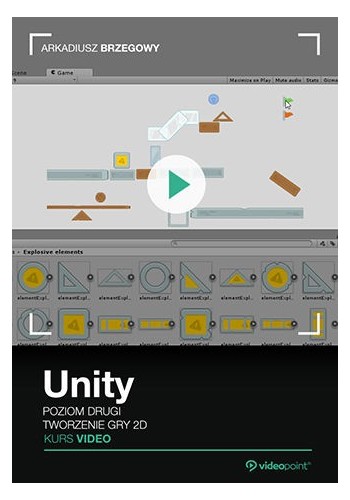 ARKADIUSZ BRZEGOWY
Scene
Game
Maximize on Play
Mute audio
Stats
Gizmo
s › Explosive elements
elementExpl...
elementExpl...
elementExpl...
elementExpl...
elementExpl...
elementExpl...
elementExpl...
elementExpl...
Unity
POZIOM DRUGI
TWORZENIE GRY 2D
KURS VIDEO
videopoint